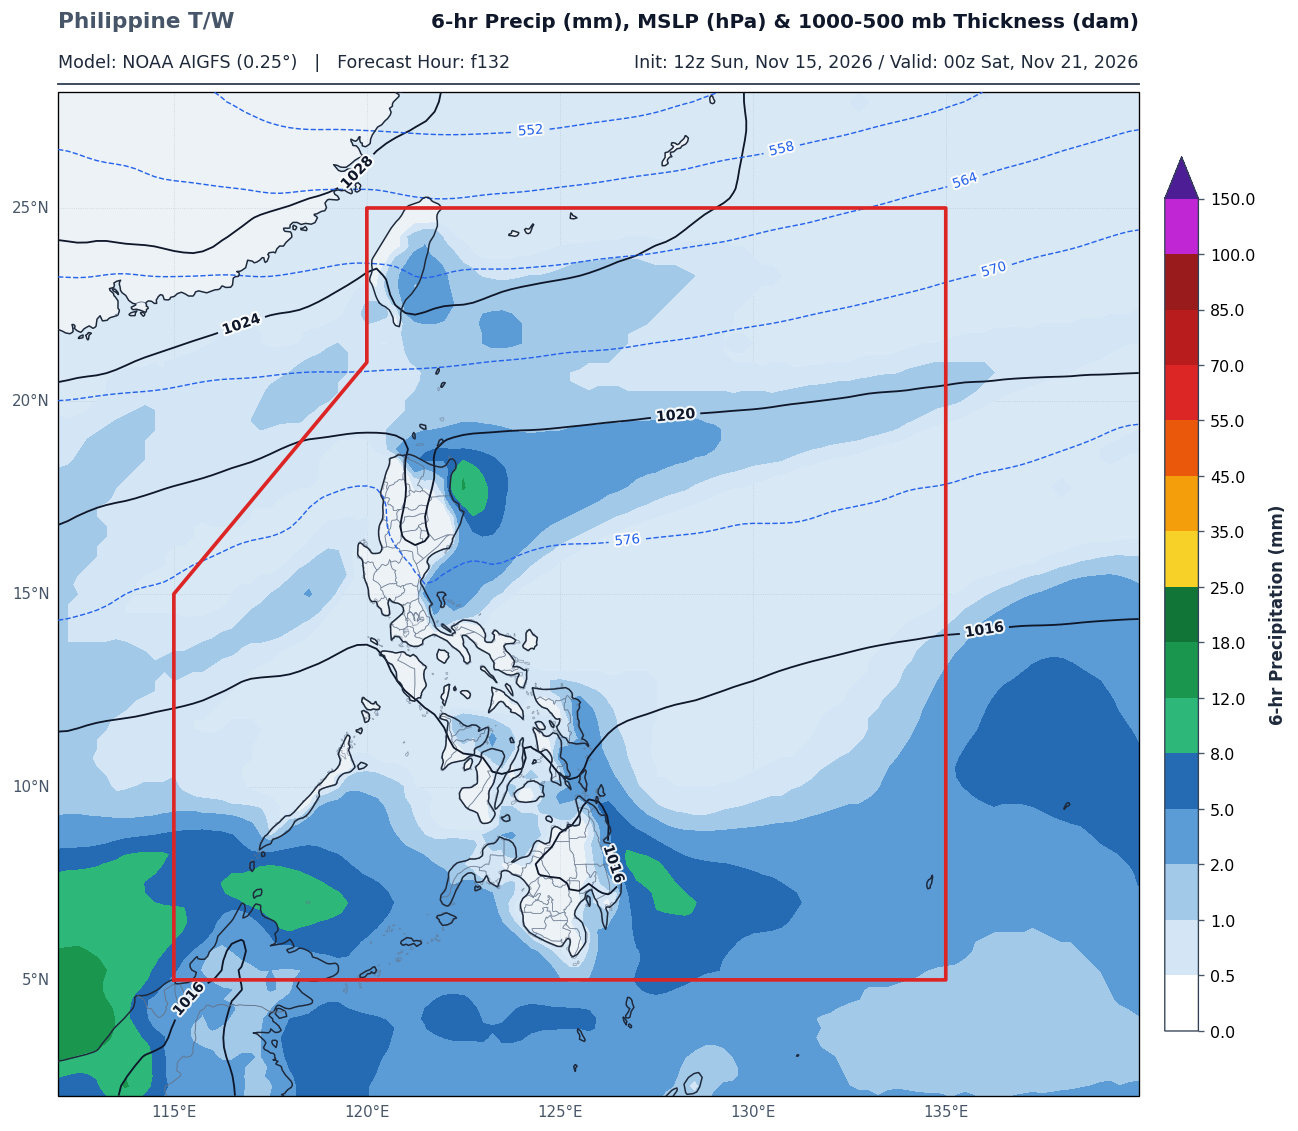 Philippine T/W
6-hr Precip (mm), MSLP (hPa) & 1000-500 mb Thickness (dam)
Model: NOAA AIGFS (0.25°) | Forecast Hour: f132
Init: 12z Sun, Nov 15, 2026 / Valid: 00z Sat, Nov 21, 2026
552
558
1028
564
25°N
570
1024
20°N
1020
576
15°N
1016
10°N
1016
5°N
1016
115°E
120°E
125°E
130°E
135°E
150.0
100.0
85.0
70.0
55.0
45.0
35.0
25.0
18.0
12.0
8.0
5.0
2.0
1.0
0.5
0.0
6-hr Precipitation (mm)